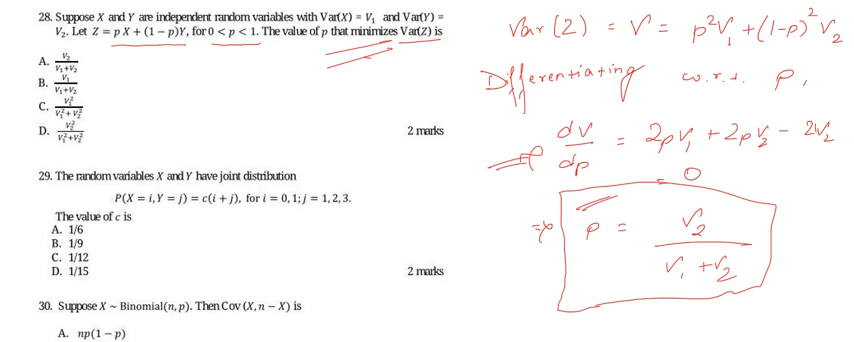 28. Suppose X and Y are independent random variables with Var(X) = V₁ and Var(Y) =
V₂. Let Z = p X + (1 − p)Y, for 0 < p < 1. The value of p that minimizes Var(Z) is
A. V₂/(V₁+V₂)
B. V₁/(V₁+V₂)
C. V₁²/(V₁²+V₂²)
D. V₂²/(V₁²+V₂²)
2 marks
29. The random variables X and Y have joint distribution
P(X = i, Y = j) = c(i + j), for i = 0, 1; j = 1, 2, 3.
The value of c is
A. 1/6
B. 1/9
C. 1/12
D. 1/15
2 marks
30. Suppose X ~ Binomial(n, p). Then Cov (X, n − X) is
A. np(1 − p)
Var (Z) = V = p²V₁ + (1-p)² V₂
Differentiating w.r.t. p,
⇒ dV/dp = 2pV₁ + 2pV₂ − 2V₂
= 0
⇒ p = V₂/(V₁+V₂)